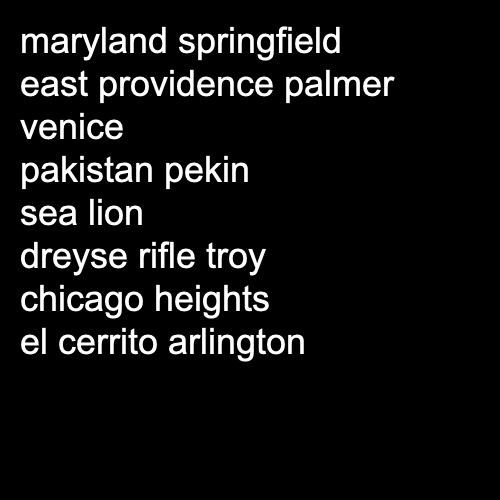 maryland springfield
east providence palmer
venice
pakistan pekin
sea lion
dreyse rifle troy
chicago heights
el cerrito arlington